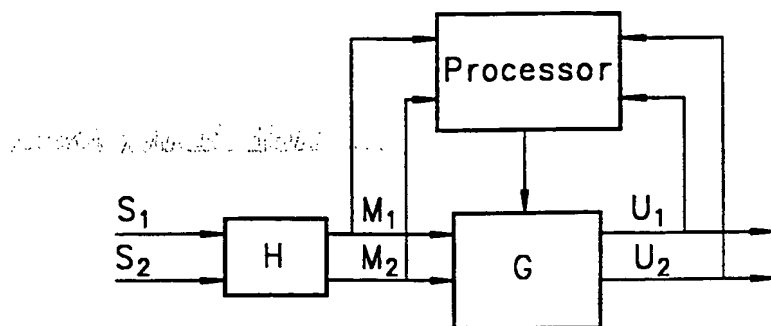 Processor
S₁ M₁ U₁
S₂ H M₂ G U₂